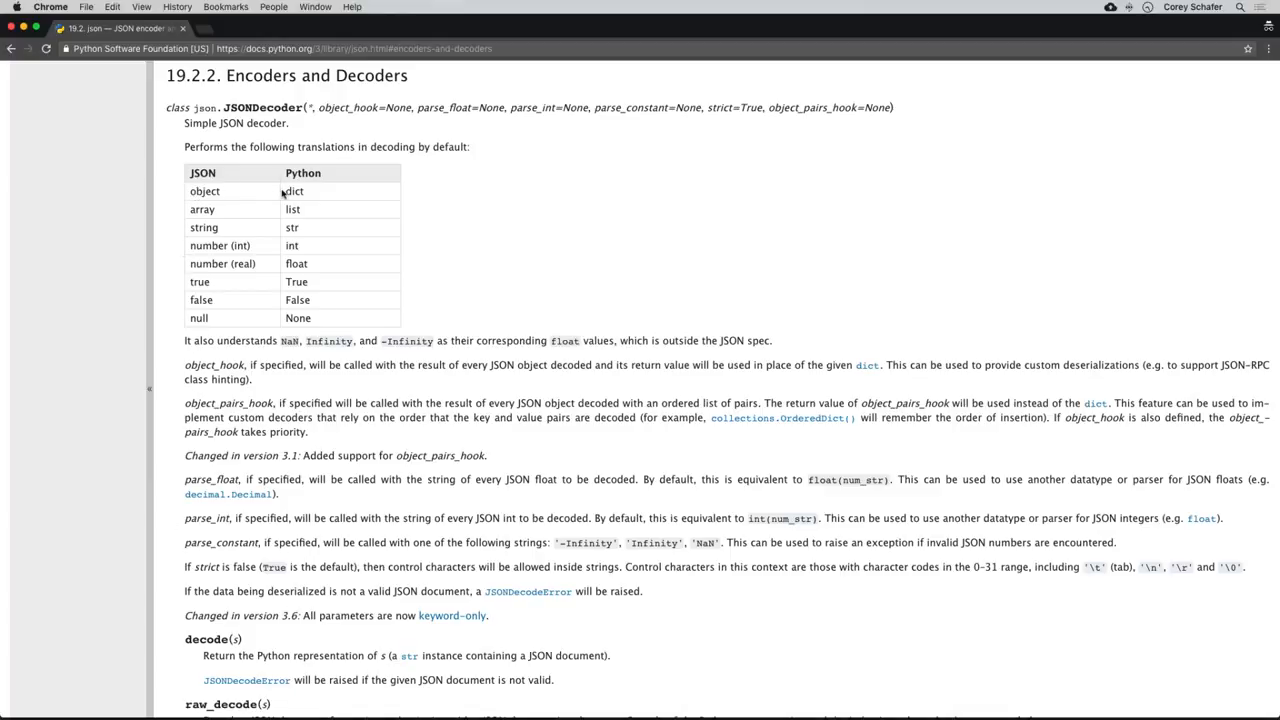 Chrome File Edit View History Bookmarks People Window Help Corey Schafer
19.2. json — JSON encoder an
Python Software Foundation [US] | https://docs.python.org/3/library/json.html#encoders-and-decoders
19.2.2. Encoders and Decoders
class json.JSONDecoder(*, object_hook=None, parse_float=None, parse_int=None, parse_constant=None, strict=True, object_pairs_hook=None)
Simple JSON decoder.
Performs the following translations in decoding by default:
JSON Python
object dict
array list
string str
number (int) int
number (real) float
true True
false False
null None
It also understands NaN, Infinity, and -Infinity as their corresponding float values, which is outside the JSON spec.
object_hook, if specified, will be called with the result of every JSON object decoded and its return value will be used in place of the given dict. This can be used to provide custom deserializations (e.g. to support JSON-RPC
class hinting).
object_pairs_hook, if specified will be called with the result of every JSON object decoded with an ordered list of pairs. The return value of object_pairs_hook will be used instead of the dict. This feature can be used to im-
plement custom decoders that rely on the order that the key and value pairs are decoded (for example, collections.OrderedDict() will remember the order of insertion). If object_hook is also defined, the object_-
pairs_hook takes priority.
Changed in version 3.1: Added support for object_pairs_hook.
parse_float, if specified, will be called with the string of every JSON float to be decoded. By default, this is equivalent to float(num_str). This can be used to use another datatype or parser for JSON floats (e.g.
decimal.Decimal).
parse_int, if specified, will be called with the string of every JSON int to be decoded. By default, this is equivalent to int(num_str). This can be used to use another datatype or parser for JSON integers (e.g. float).
parse_constant, if specified, will be called with one of the following strings: '-Infinity', 'Infinity', 'NaN'. This can be used to raise an exception if invalid JSON numbers are encountered.
If strict is false (True is the default), then control characters will be allowed inside strings. Control characters in this context are those with character codes in the 0–31 range, including '\t' (tab), '\n', '\r' and '\0'.
If the data being deserialized is not a valid JSON document, a JSONDecodeError will be raised.
Changed in version 3.6: All parameters are now keyword-only.
decode(s)
Return the Python representation of s (a str instance containing a JSON document).
JSONDecodeError will be raised if the given JSON document is not valid.
raw_decode(s)